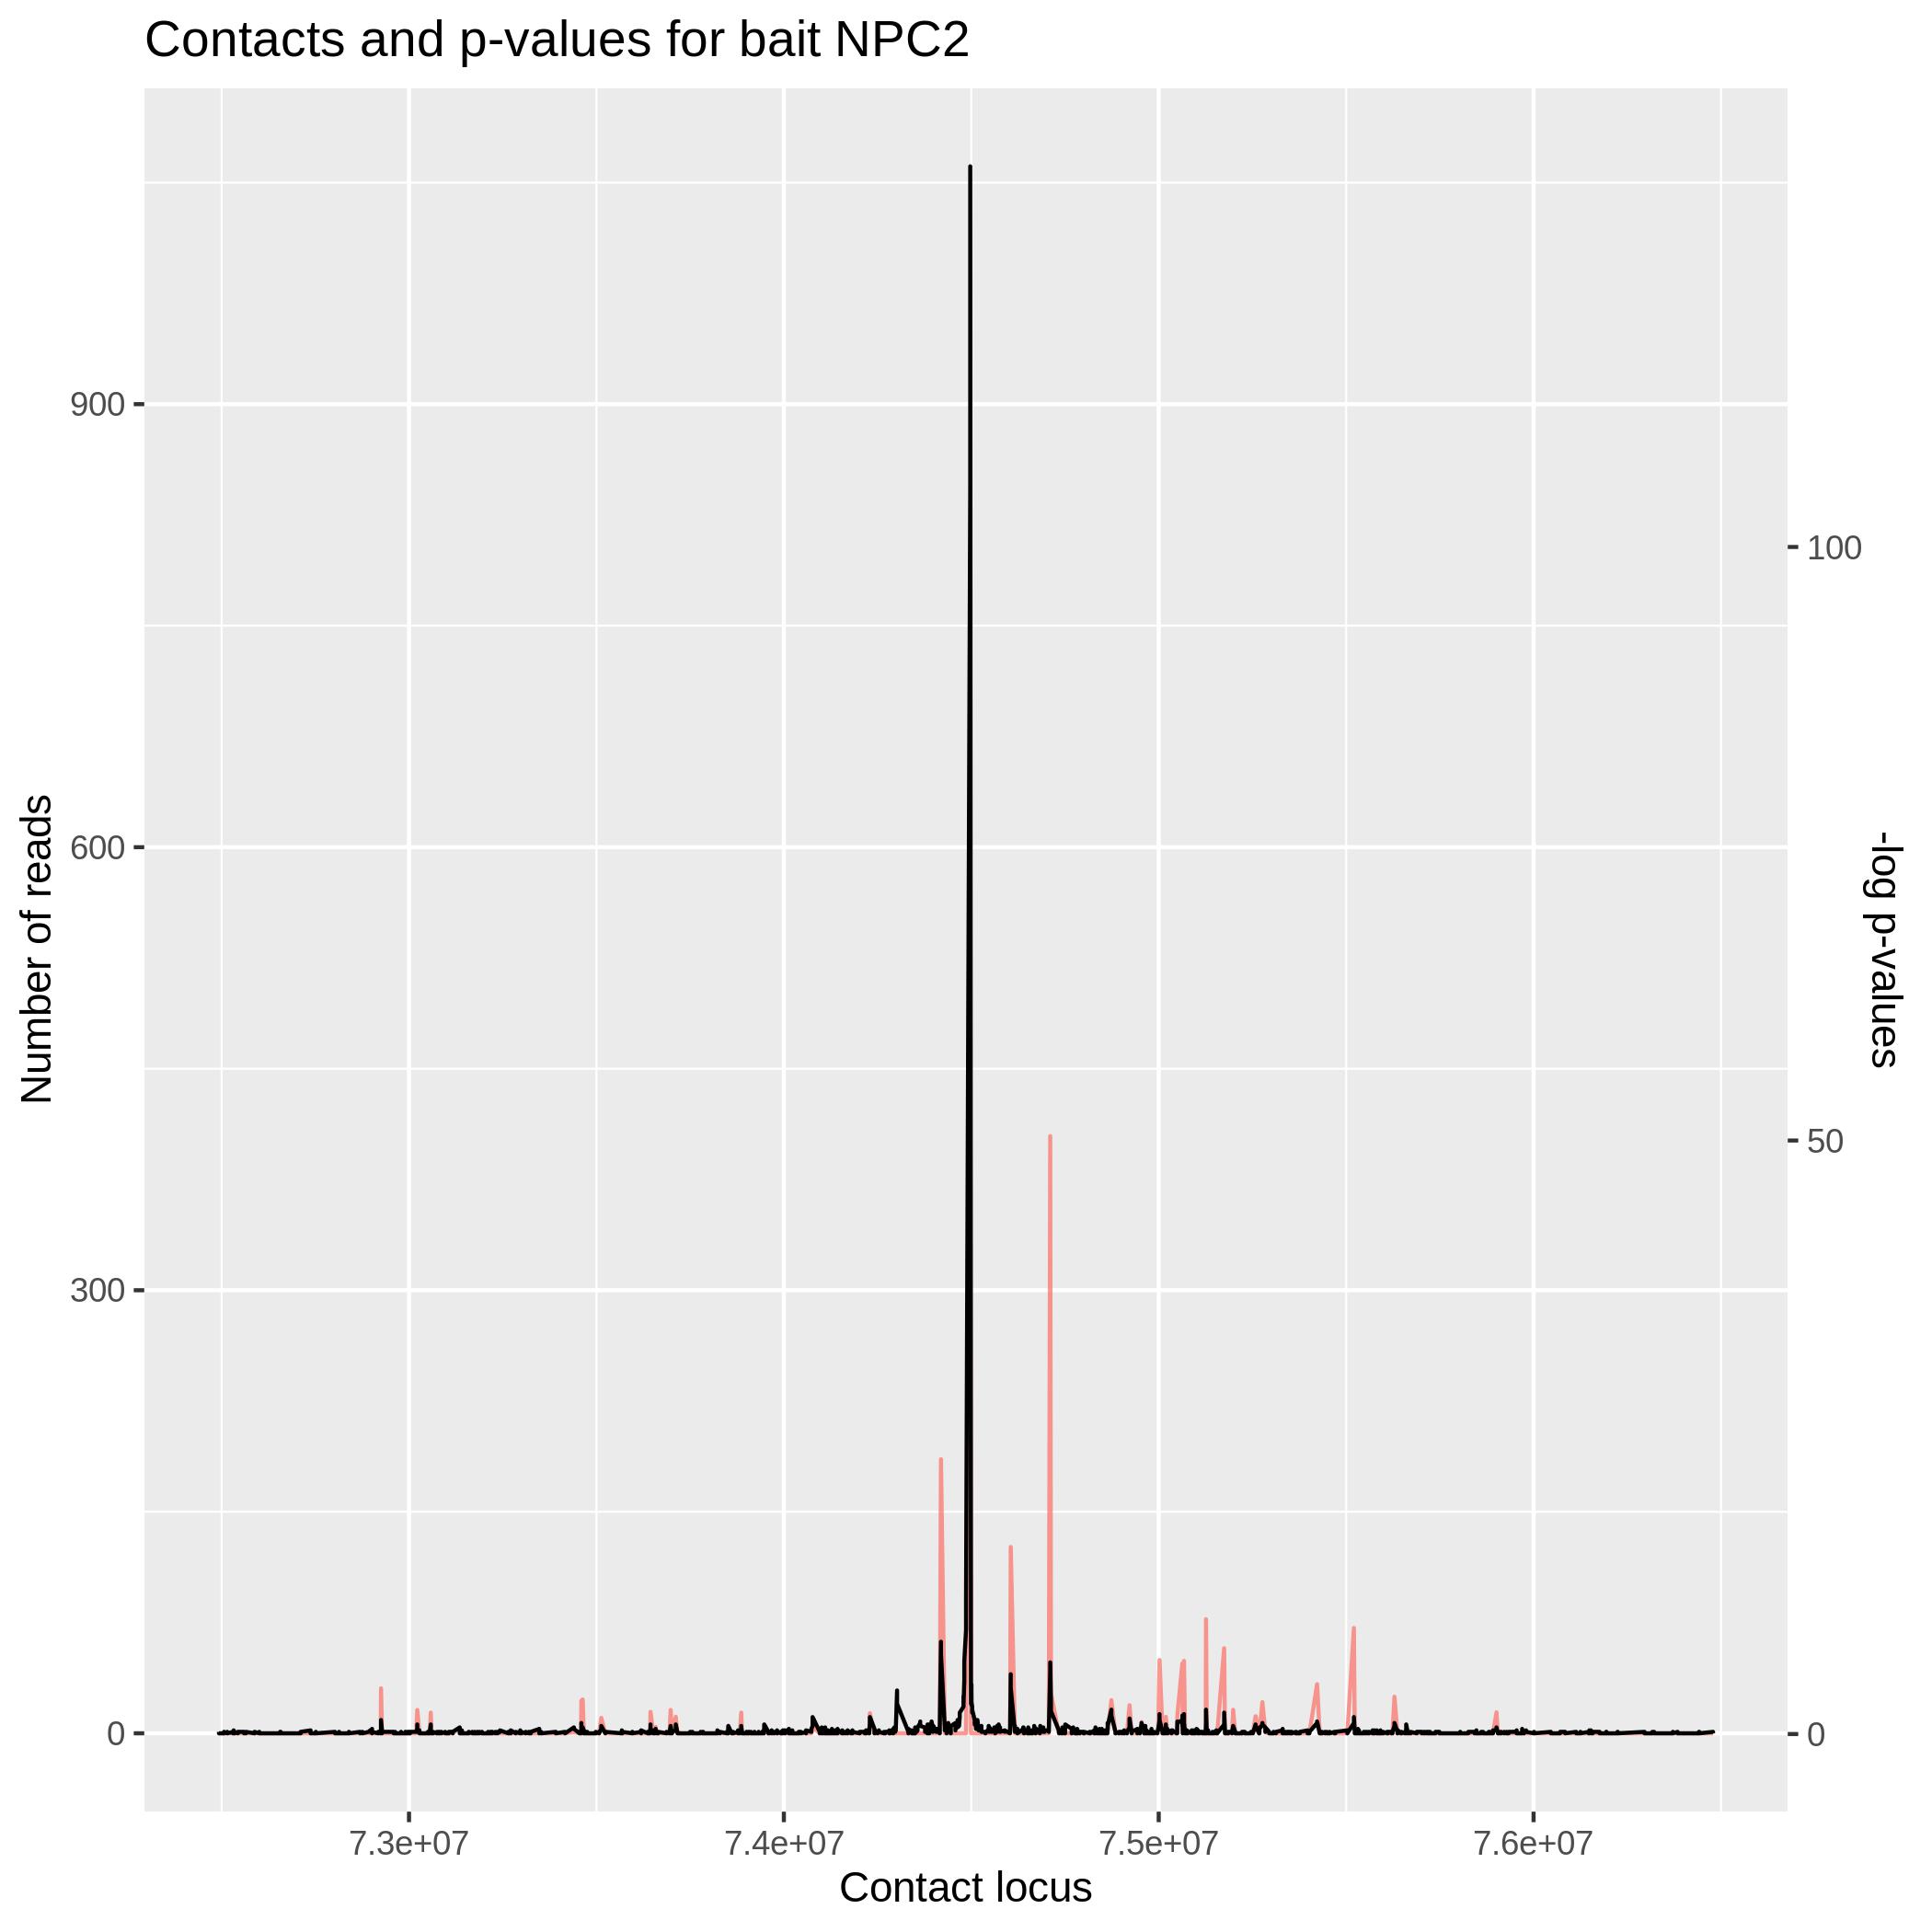 Contacts and p-values for bait NPC2
Number of reads
900
600
300
0
100
50
0
-log p-values
7.3e+07
7.4e+07
7.5e+07
7.6e+07
Contact locus